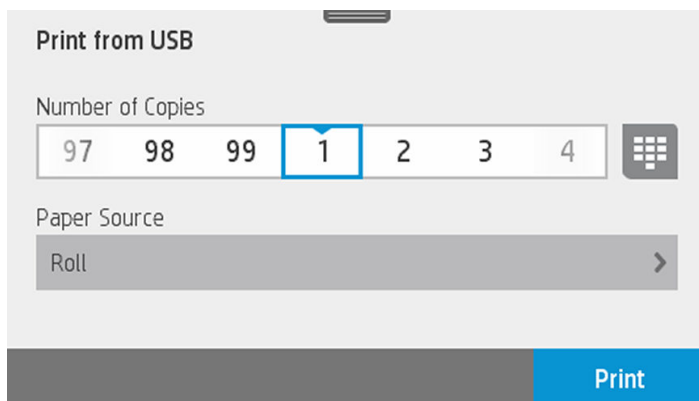 Print from USB
Number of Copies
97 98 99 1 2 3 4
Paper Source
Roll
Print